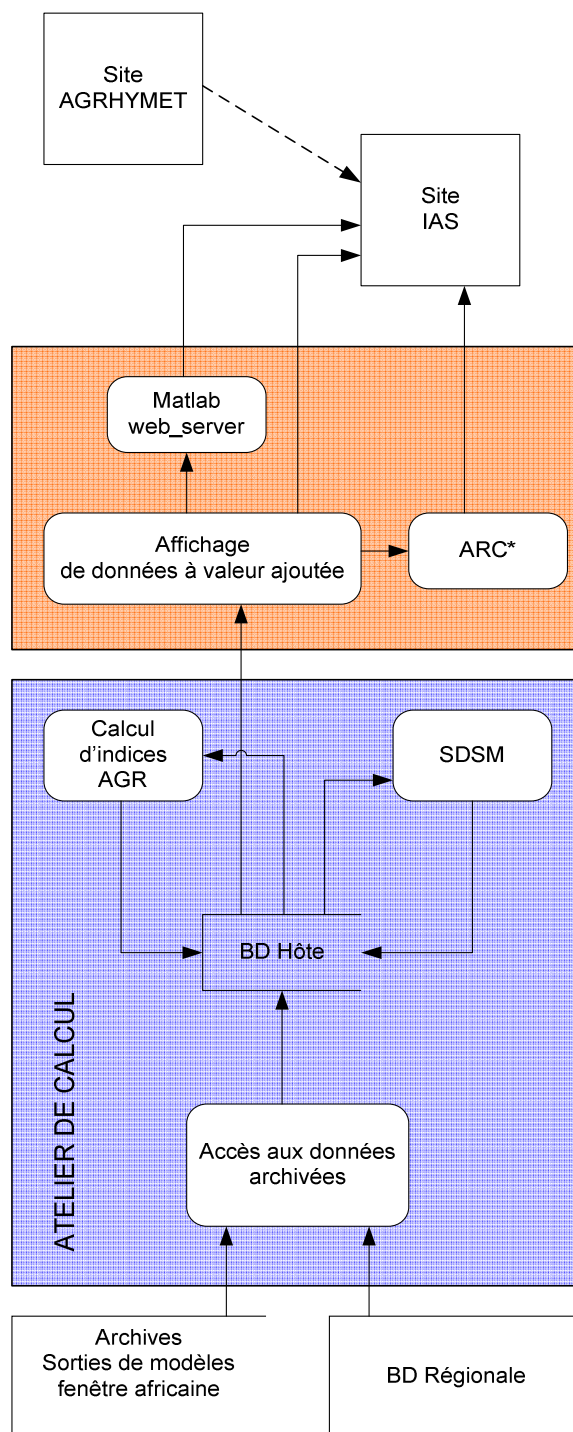 Site
AGRHYMET
Site
IAS
Matlab
web_server
Affichage
de données à valeur ajoutée
ARC*
Calcul
d'indices
AGR
SDSM
BD Hôte
ATELIER DE CALCUL
Accès aux données
archivées
Archives
Sorties de modèles
fenêtre africaine
BD Régionale